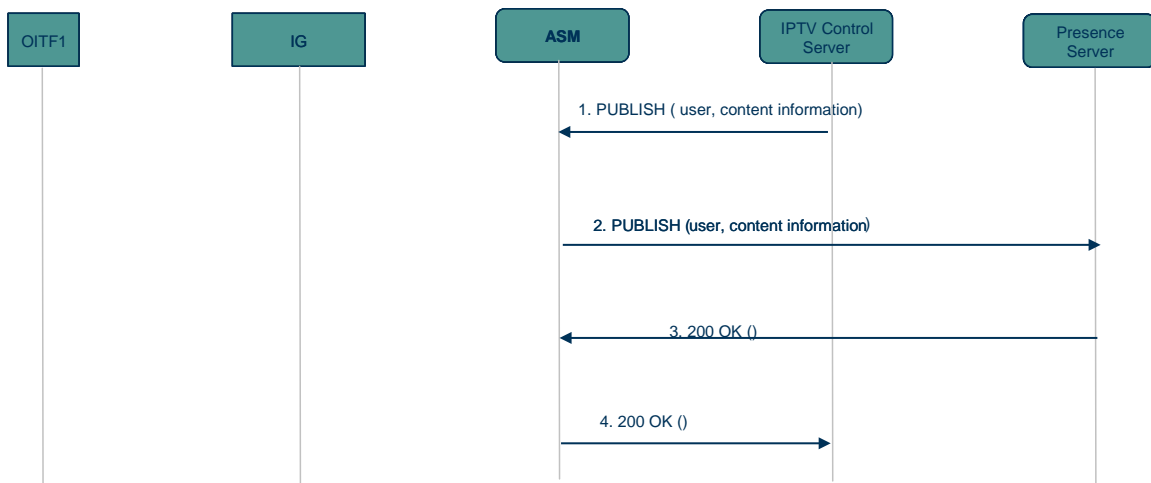 OITF1
IG
ASM
IPTV Control
Server
Presence
Server
1. PUBLISH ( user, content information)
2. PUBLISH (user, content information)
3. 200 OK ()
4. 200 OK ()